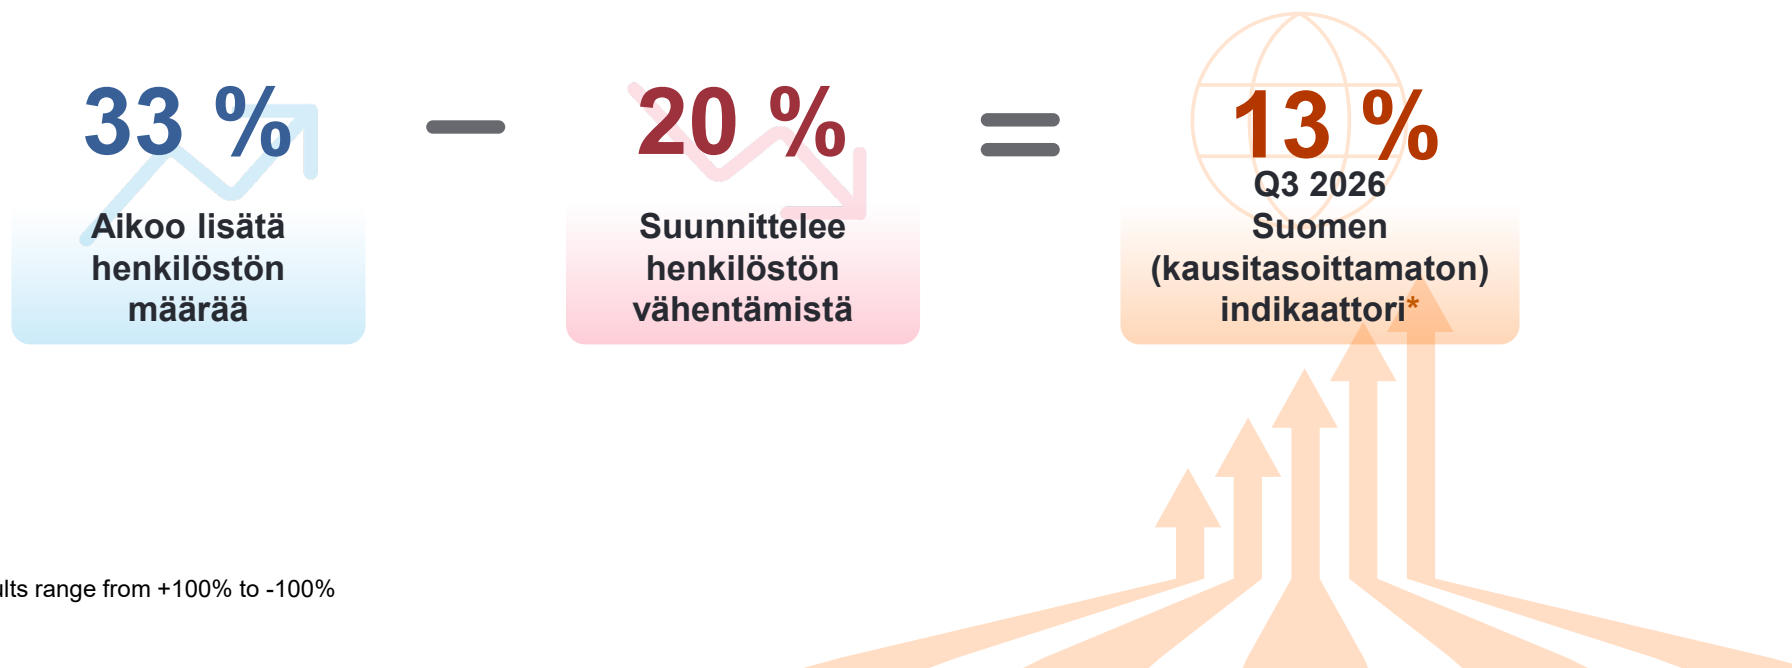 33 %
Aikoo lisätä
henkilöstön
määrää
20 %
Suunnittelee
henkilöstön
vähentämistä
13 %
Q3 2026
Suomen
(kausitasoittamaton)
indikaattori*
range from +100% to -100%